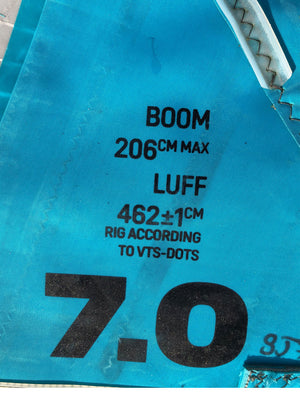 BOOM
206CM MAX
LUFF
462±1CM
RIG ACCORDING
TO VTS-DOTS
7.0